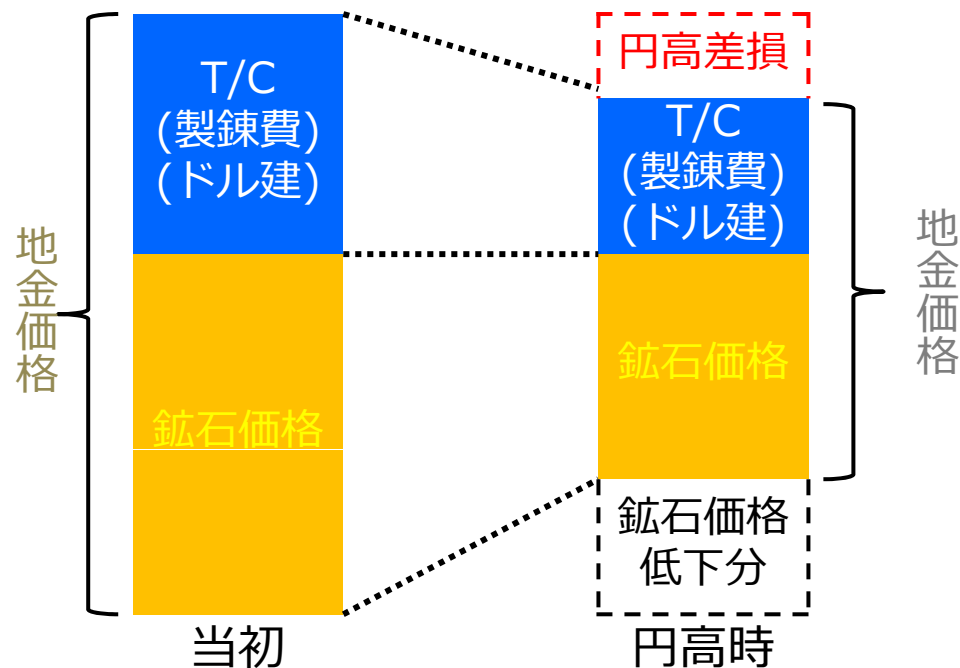 地金価格
T/C
(製錬費)
(ドル建)
鉱石価格
当初
円高差損
T/C
(製錬費)
(ドル建)
鉱石価格
鉱石価格
低下分
円高時
地金価格